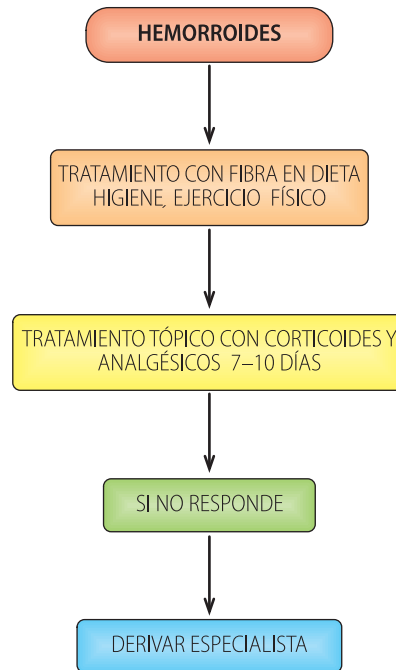 HEMORROIDES
TRATAMIENTO CON FIBRA EN DIETA
HIGIENE, EJERCICIO FÍSICO
TRATAMIENTO TÓPICO CON CORTICOIDES Y
ANALGÉSICOS 7–10 DÍAS
SI NO RESPONDE
DERIVAR ESPECIALISTA